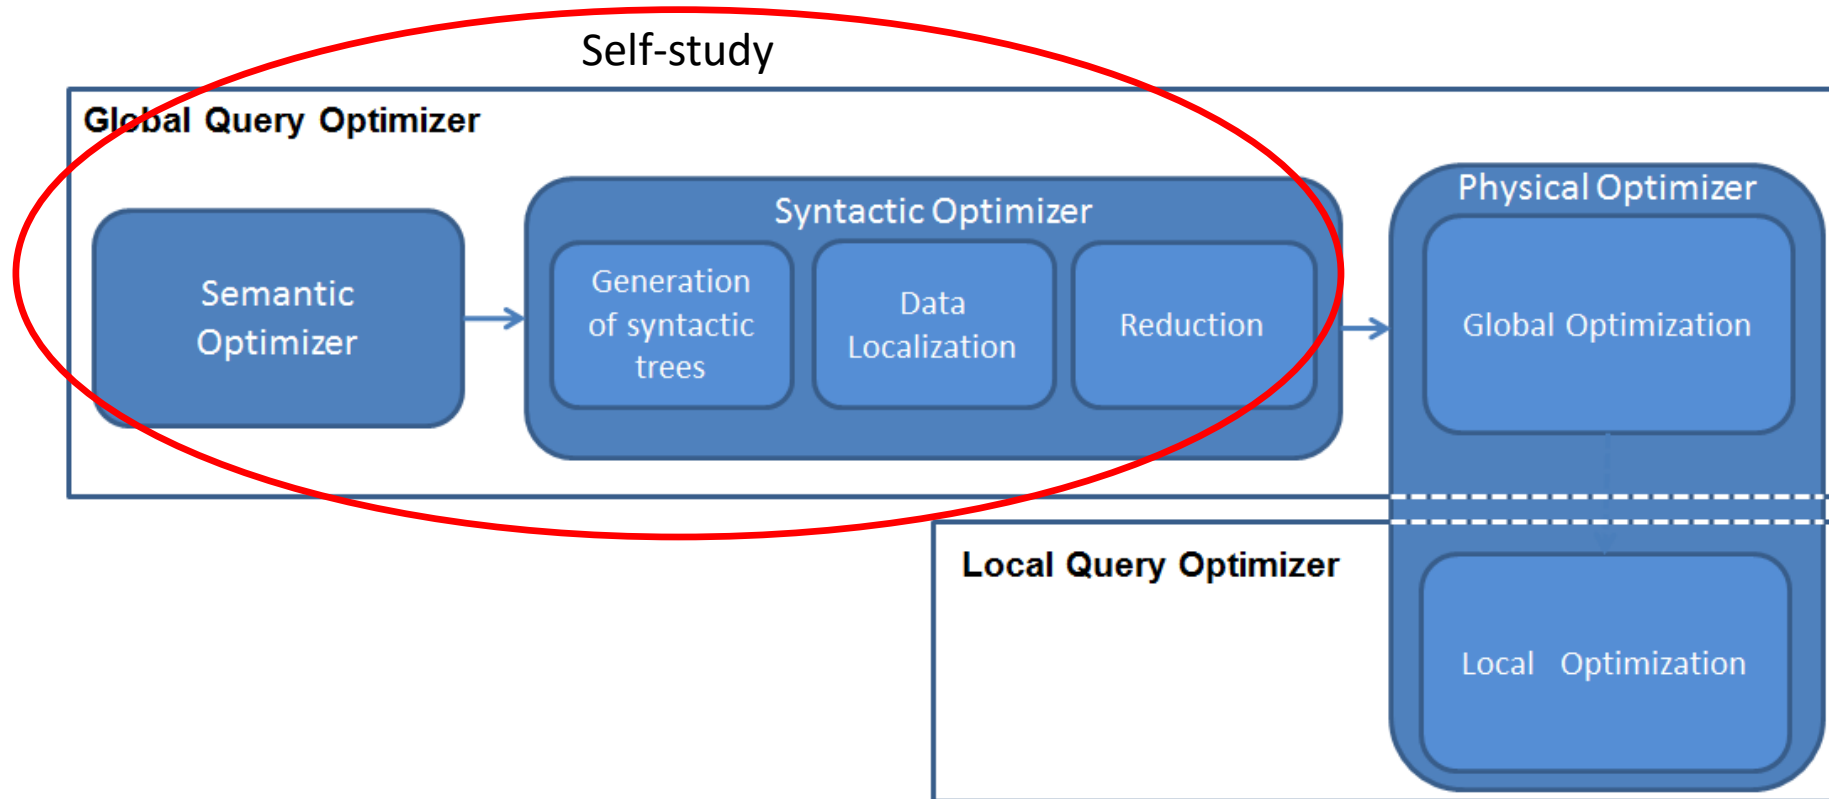 Self-study
Global Query Optimizer
Semantic
Optimizer
Syntactic Optimizer
Generation
of syntactic
trees
Data
Localization
Reduction
Physical Optimizer
Global Optimization
Local Query Optimizer
Local Optimization